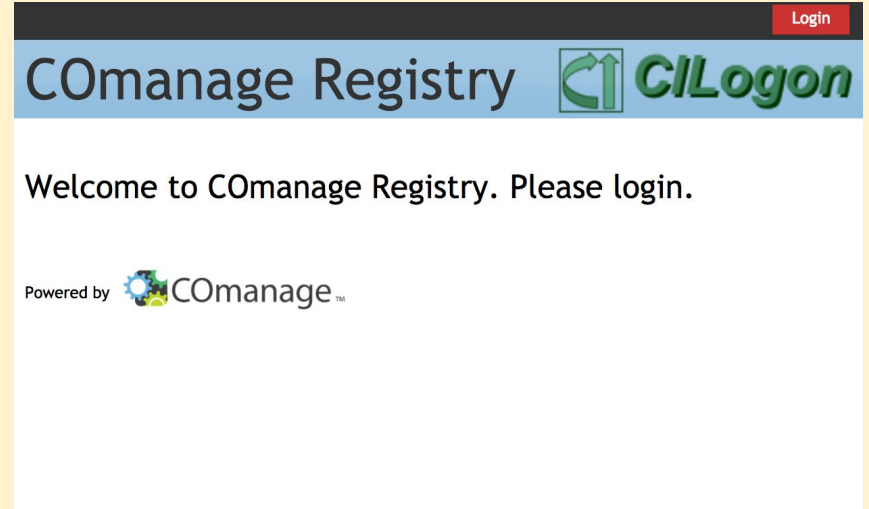 Login
COmanage Registry CILogon
Welcome to COmanage Registry. Please login.
Powered by COmanage™